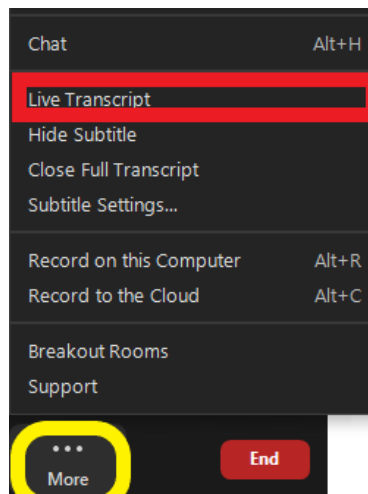 Chat Alt+H
Live Transcript
Hide Subtitle
Close Full Transcript
Subtitle Settings...
Record on this Computer Alt+R
Record to the Cloud Alt+C
Breakout Rooms
Support
More
End